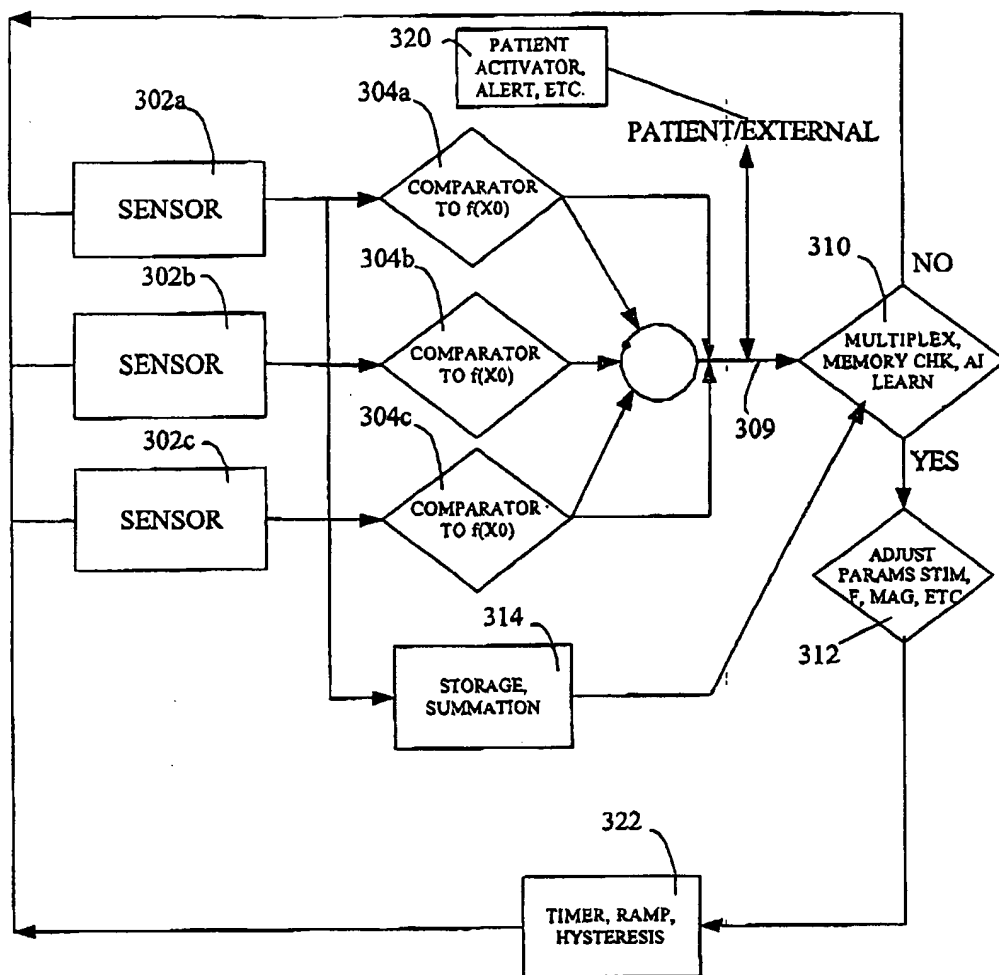 320
PATIENT
ACTIVATOR,
ALERT, ETC.
304a
302a
PATIENT/EXTERNAL
SENSOR
COMPARATOR
TO f(X0)
304b
302b
310
NO
SENSOR
COMPARATOR
TO f(X0)
MULTIPLEX,
MEMORY CHK, AI
LEARN
304c
302c
309
YES
SENSOR
COMPARATOR
TO f(X0)
ADJUST
PARAMS STIM,
F, MAG, ETC
314
312
STORAGE,
SUMMATION
322
TIMER, RAMP,
HYSTERESIS